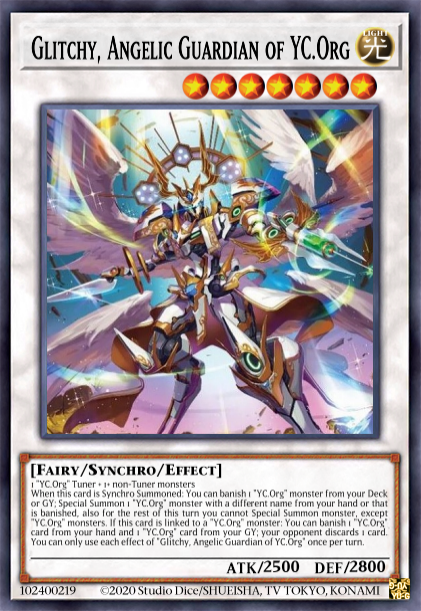 Glitchy, Angelic Guardian of YC.Org
LIGHT
光
[Fairy/Synchro/Effect]
1 "YC.Org" Tuner + 1+ non-Tuner monsters
When this card is Synchro Summoned: You can banish 1 "YC.Org" monster from your Deck
or GY; Special Summon 1 "YC.Org" monster with a different name from your hand or that
is banished, also for the rest of this turn you cannot Special Summon monster, except
"YC.Org" monsters. If this card is linked to a "YC.Org" monster: You can banish 1 "YC.Org"
card from your hand and 1 "YC.Org" card from your GY; your opponent discards 1 card.
You can only use each effect of "Glitchy, Angelic Guardian of YC.Org" once per turn.
ATK/2500 DEF/2800
102400219 ©2020 Studio Dice/SHUEISHA, TV TOKYO, KONAMI